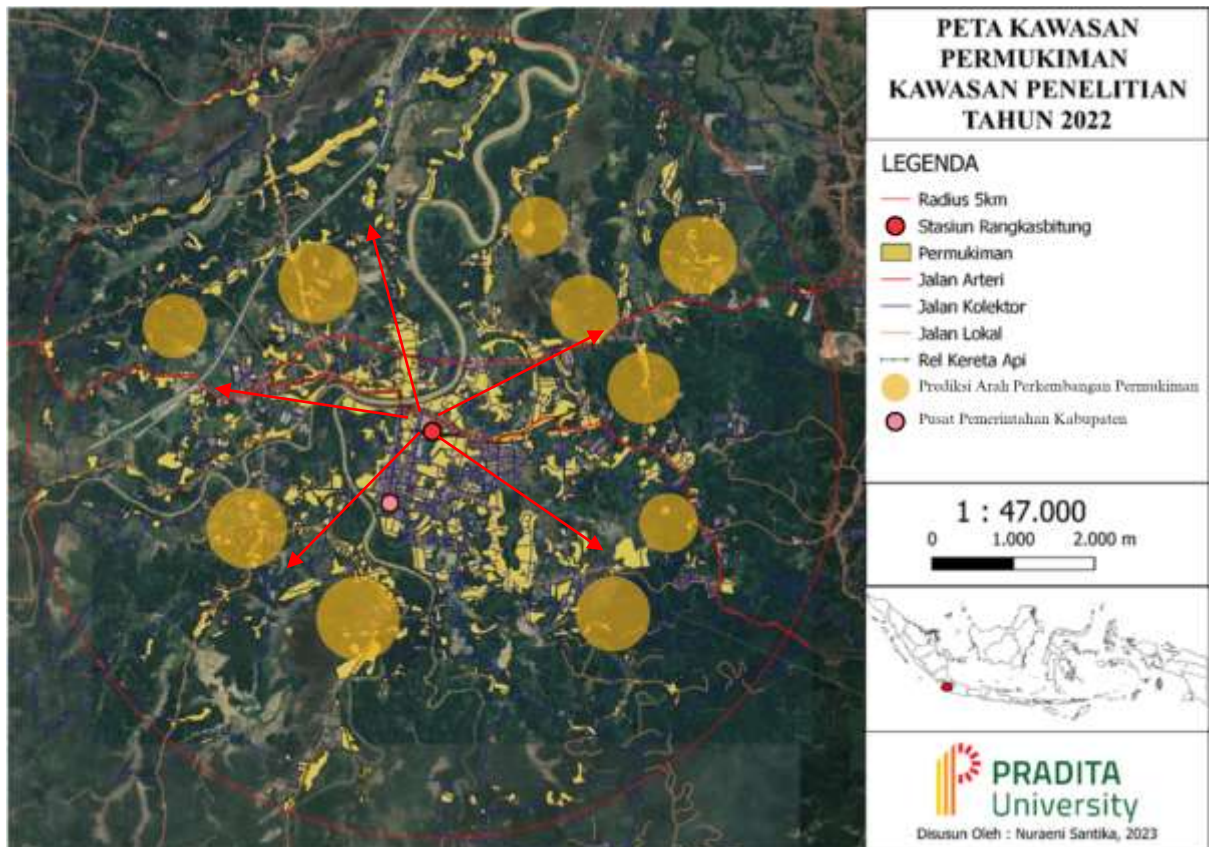 PETA KAWASAN
PERMUKIMAN
KAWASAN PENELITIAN
TAHUN 2022
LEGENDA
Radius 5km
Stasiun Rangkasbitung
Permukiman
Jalan Arteri
Jalan Kolektor
Jalan Lokal
Rel Kereta Api
Prediksi Arah Perkembangan Permukiman
Pusat Pemerintahan Kabupaten
1 : 47.000
0 1.000 2.000 m
PRADITA
University
Disusun Oleh : Nuraeni Santika, 2023